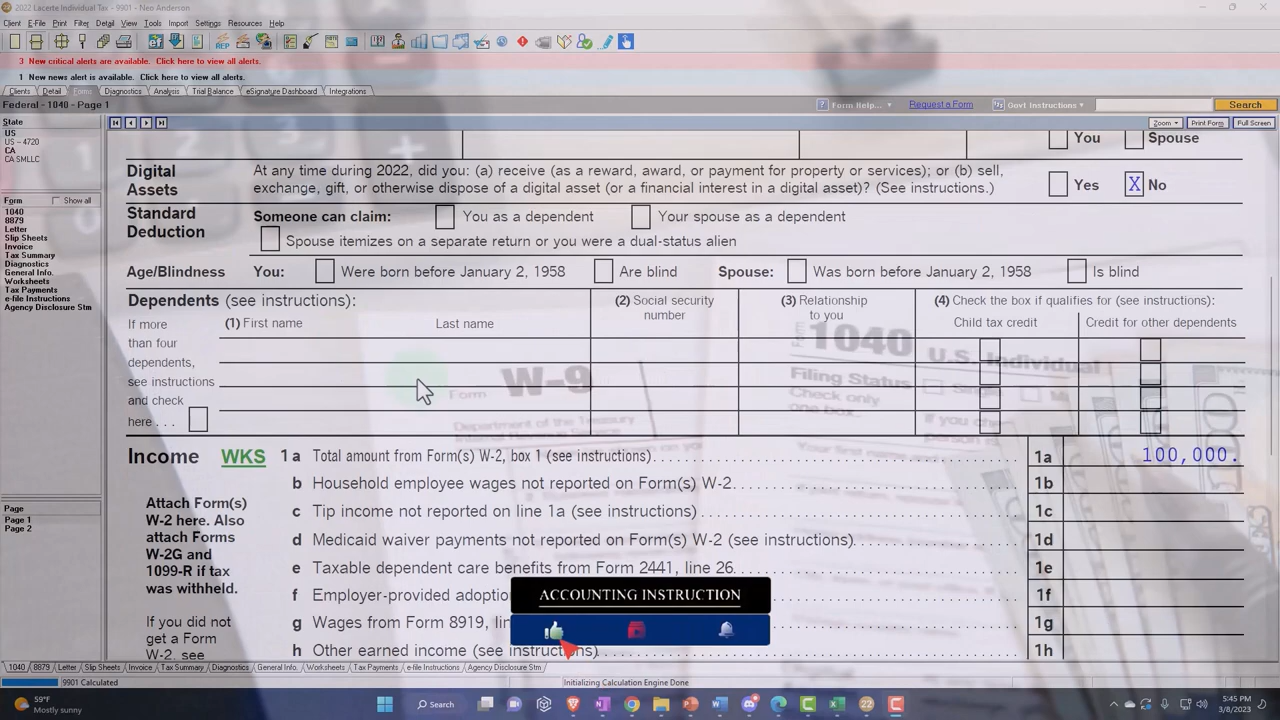 2022 Lacerte Individual Tax - 9901 - Neo Anderson
Client E-File Print Filter Detail View Tools Import Settings Resources Help
3 New critical alerts are available. Click here to view all alerts.
1 New news alert is available. Click here to view all alerts.
Clients Detail Forms Diagnostics Analysis Trial Balance eSignature Dashboard Integrations
Federal - 1040 - Page 1
Form Help... Request a Form Govt Instructions Search
Zoom Print Form Full Screen
State
US
US - 4720
CA
CA SMLLC
Form Show all
1040
8879
Letter
Slip Sheets
Invoice
Tax Summary
Diagnostics
General Info.
Worksheets
Tax Payments
e-file Instructions
Agency Disclosure Stm
Page
Page 1
Page 2
You Spouse
Digital Assets
At any time during 2022, did you: (a) receive (as a reward, award, or payment for property or services); or (b) sell,
exchange, gift, or otherwise dispose of a digital asset (or a financial interest in a digital asset)? (See instructions.)
Yes X No
Standard Deduction
Someone can claim: You as a dependent Your spouse as a dependent
Spouse itemizes on a separate return or you were a dual-status alien
Age/Blindness You: Were born before January 2, 1958 Are blind Spouse: Was born before January 2, 1958 Is blind
Dependents (see instructions):
(2) Social security number
(3) Relationship to you
(4) Check the box if qualifies for (see instructions):
(1) First name Last name
Child tax credit Credit for other dependents
If more
than four
dependents,
see instructions
and check
here . . .
Form W-9
Department of the Treasury
1040 U.S. Individual
Form
Filing Status
Check only
one box.
Income WKS 1a Total amount from Form(s) W-2, box 1 (see instructions) 1a 100,000.
b Household employee wages not reported on Form(s) W-2 1b
c Tip income not reported on line 1a (see instructions) 1c
d Medicaid waiver payments not reported on Form(s) W-2 (see instructions) 1d
e Taxable dependent care benefits from Form 2441, line 26 1e
f Employer-provided adoptio 1f
g Wages from Form 8919, lin 1g
h Other earned income (see instructions) 1h
Attach Form(s)
W-2 here. Also
attach Forms
W-2G and
1099-R if tax
was withheld.
If you did not
get a Form
W-2, see
ACCOUNTING INSTRUCTION
1040 8879 Letter Slip Sheets Invoice Tax Summary Diagnostics General Info. Worksheets Tax Payments e-file Instructions Agency Disclosure Stm
9901 Calculated Initializing Calculation Engine Done
59°F
Mostly sunny
Search
5:45 PM
3/8/2023